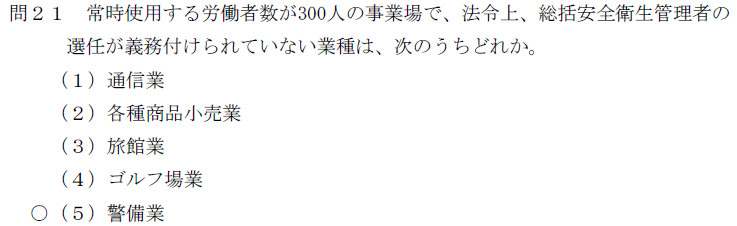 問２１　常時使用する労働者数が300人の事業場で、法令上、総括安全衛生管理者の
選任が義務付けられていない業種は、次のうちどれか。
（１）通信業
（２）各種商品小売業
（３）旅館業
（４）ゴルフ場業
○（５）警備業